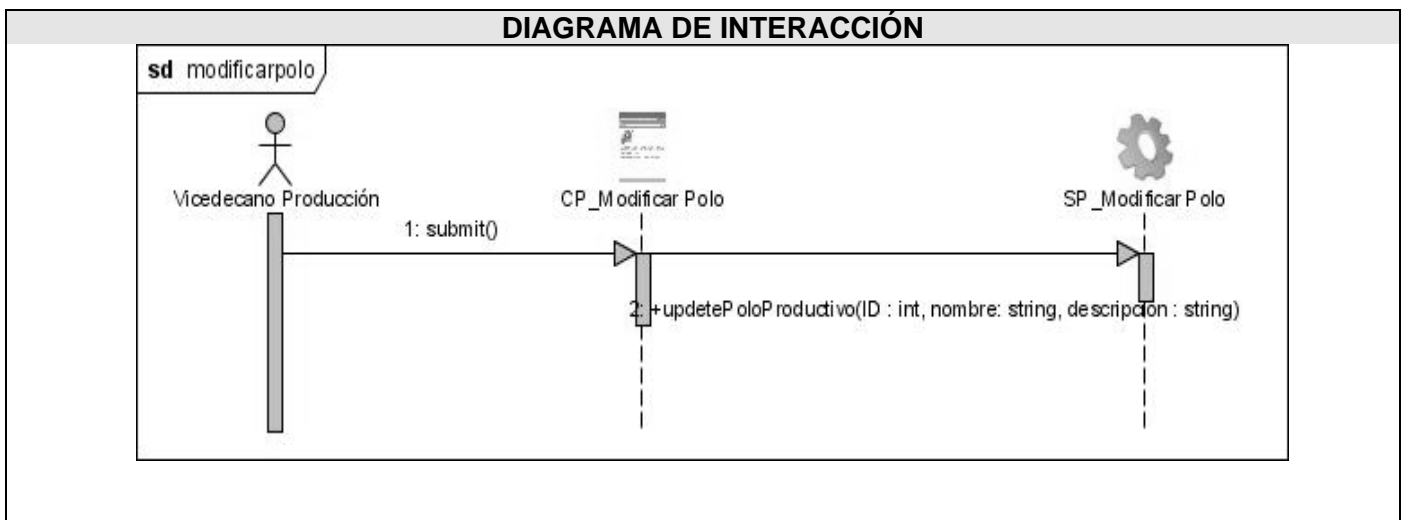 DIAGRAMA DE INTERACCIÓN
sd modificarpolo
Vicedecano Producción
CP_Modificar Polo
SP_Modificar Polo
1: submit()
2: +updetePoloProductivo(ID : int, nombre: string, descripción : string)